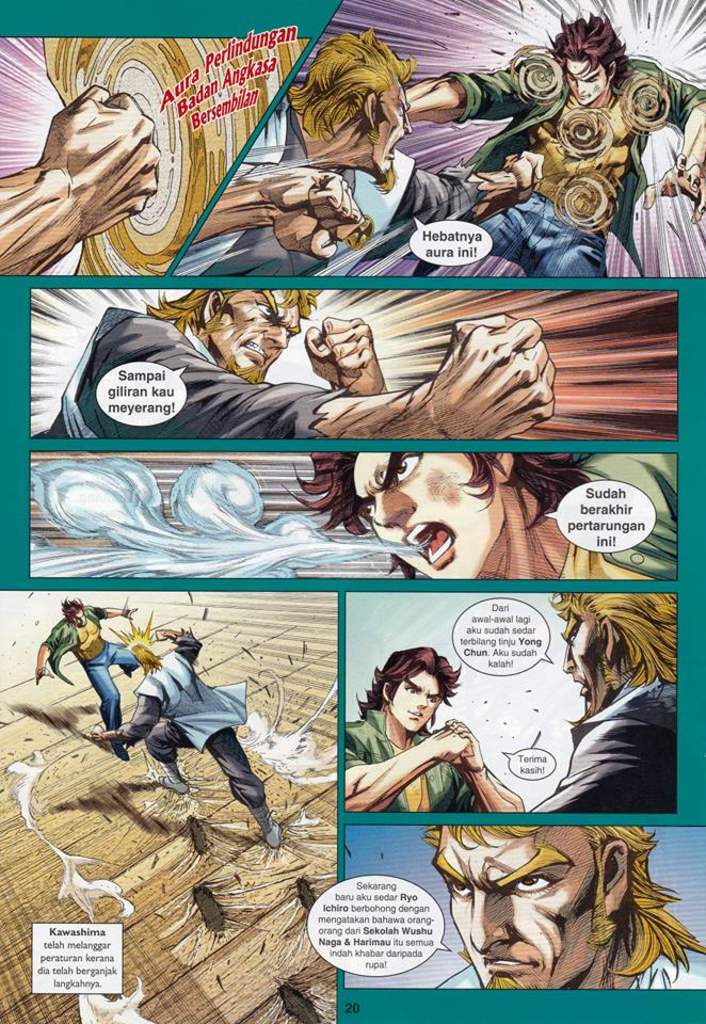 Aura Perlindungan
Badan Angkasa
Bersembilan
Hebatnya
aura ini!
Sampai
giliran kau
meyerang!
Sudah
berakhir
pertarungan
ini!
Kawashima
telah melanggar
peraturan kerana
dia telah berganjak
langkahnya.
Dari
awal-awal lagi
aku sudah sedar
terbilang tinju Yong
Chun. Aku sudah
kalah!
Terima
kasih!
Sekarang
baru aku sedar Ryo
Ichiro berbohong dengan
mengatakan bahawa orang-
orang dari Sekolah Wushu
Naga & Harimau itu semua
indah khabar daripada
rupa!
20